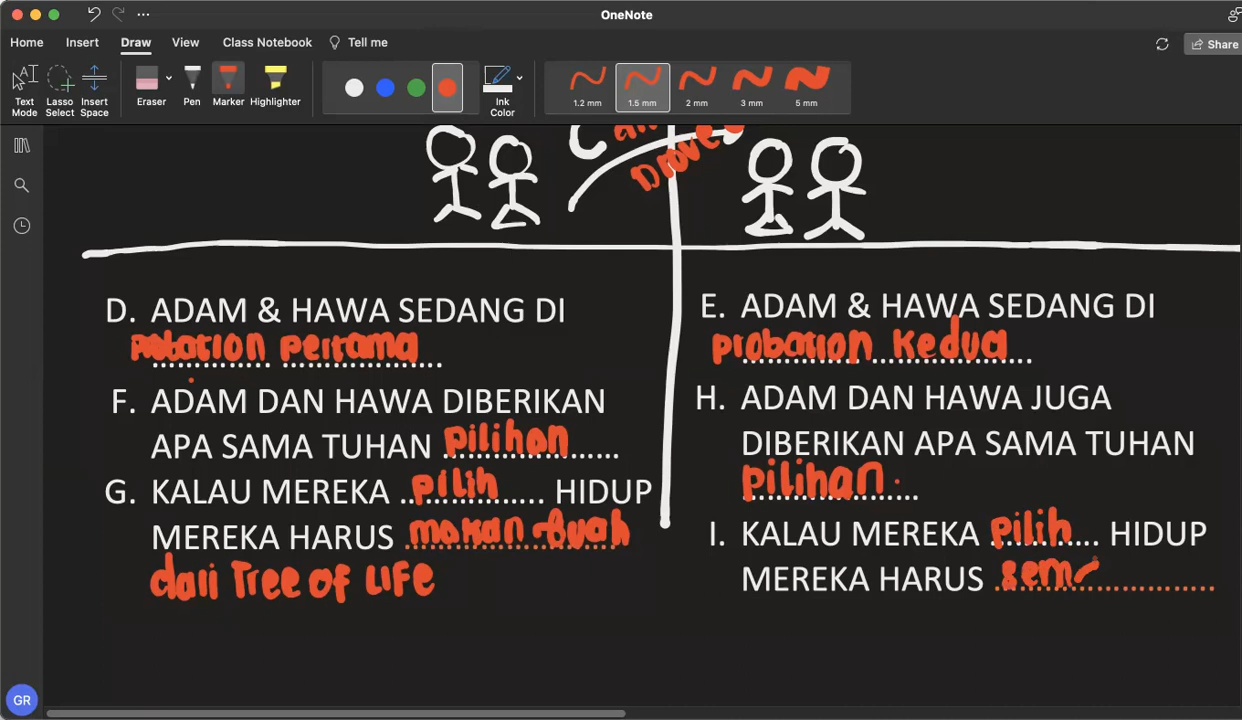 OneNote
Home Insert Draw View Class Notebook Tell me
Share
Text Mode
Lasso Select
Insert Space
Eraser
Pen
Marker
Highlighter
Ink Color
1.2 mm
1.5 mm
2 mm
3 mm
5 mm
D. ADAM & HAWA SEDANG DI
probation pertama
F. ADAM DAN HAWA DIBERIKAN
APA SAMA TUHAN pilihan
G. KALAU MEREKA pilih HIDUP
MEREKA HARUS makan buah
dari Tree of LIFE
E. ADAM & HAWA SEDANG DI
probation kedua
H. ADAM DAN HAWA JUGA
DIBERIKAN APA SAMA TUHAN
pilihan
I. KALAU MEREKA pilih HIDUP
MEREKA HARUS sem
GR